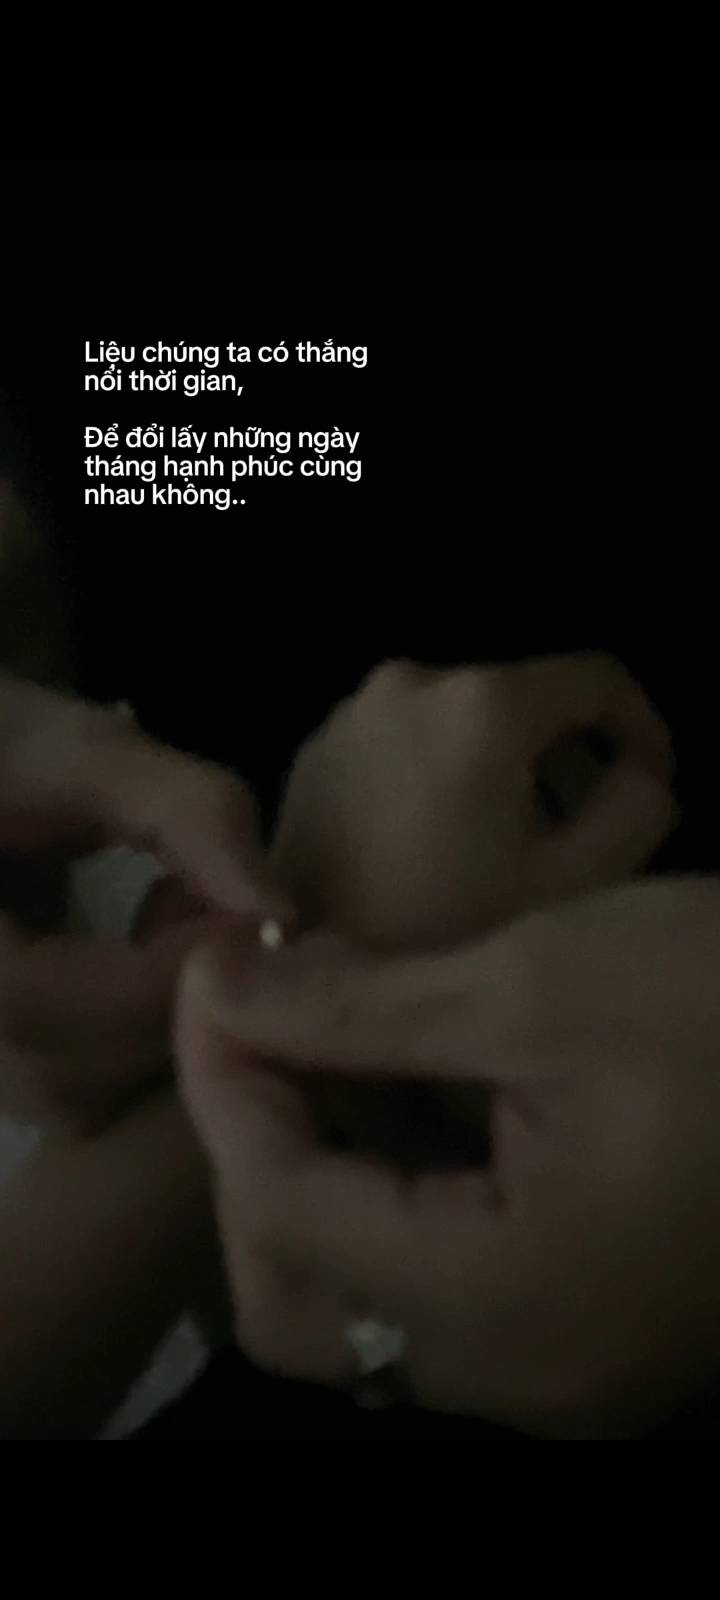 Liệu chúng ta có thắng
nổi thời gian,
Để đổi lấy những ngày
tháng hạnh phúc cùng
nhau không..